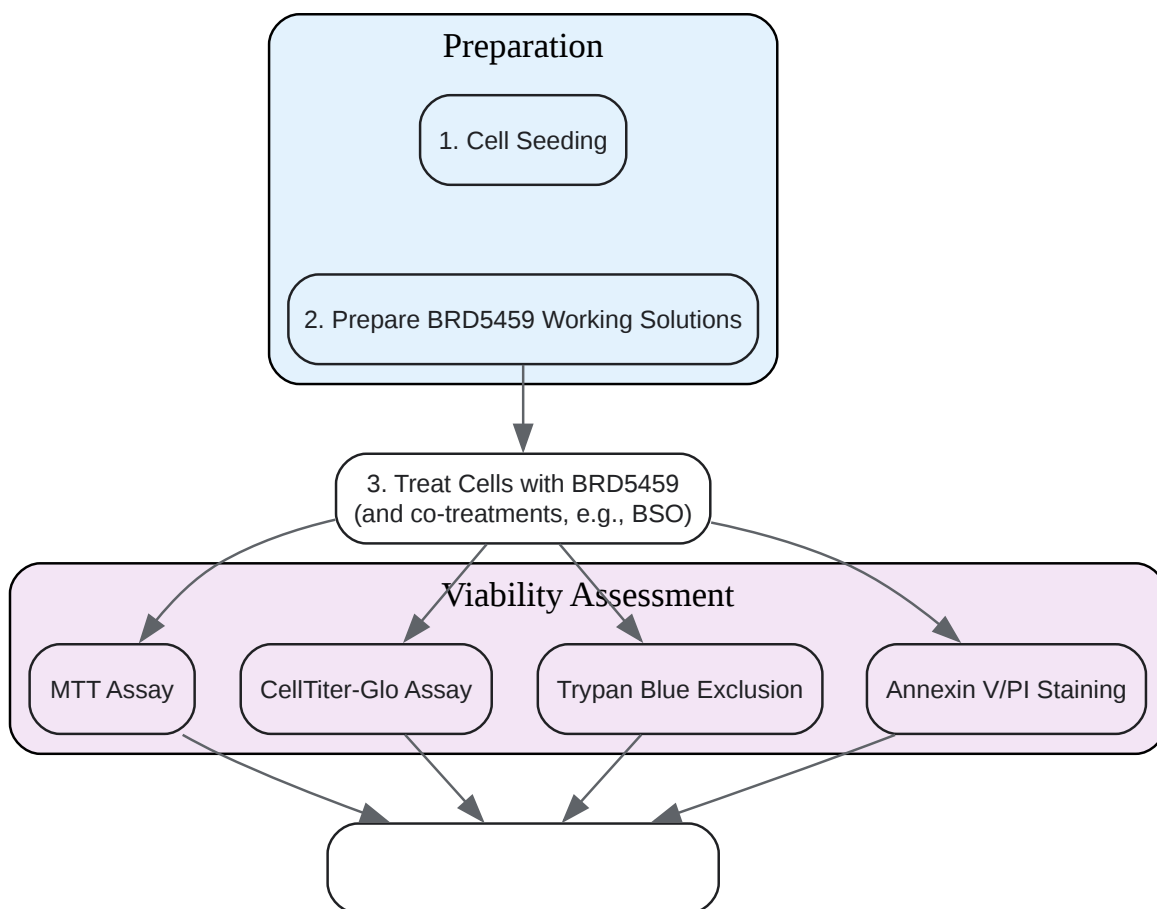 Preparation
1. Cell Seeding
2. Prepare BRD5459 Working Solutions
3. Treat Cells with BRD5459
(and co-treatments, e.g., BSO)
Viability Assessment
MTT Assay
CellTiter-Glo Assay
Trypan Blue Exclusion
Annexin V/PI Staining